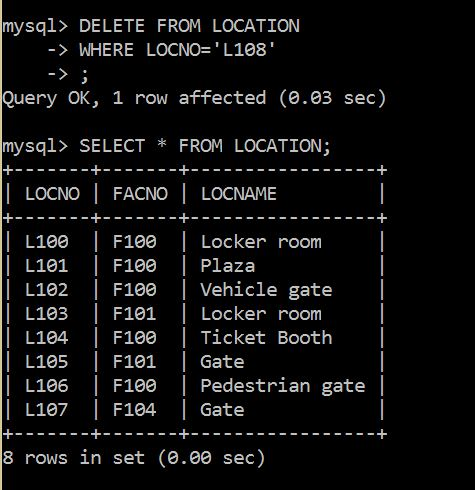 mysql> DELETE FROM LOCATION
    -> WHERE LOCNO='L108'
    -> ;
Query OK, 1 row affected (0.03 sec)

mysql> SELECT * FROM LOCATION;
+-------+-------+-----------------+
| LOCNO | FACNO | LOCNAME         |
+-------+-------+-----------------+
| L100  | F100  | Locker room     |
| L101  | F100  | Plaza           |
| L102  | F100  | Vehicle gate    |
| L103  | F101  | Locker room     |
| L104  | F100  | Ticket Booth    |
| L105  | F101  | Gate            |
| L106  | F100  | Pedestrian gate |
| L107  | F104  | Gate            |
+-------+-------+-----------------+
8 rows in set (0.00 sec)